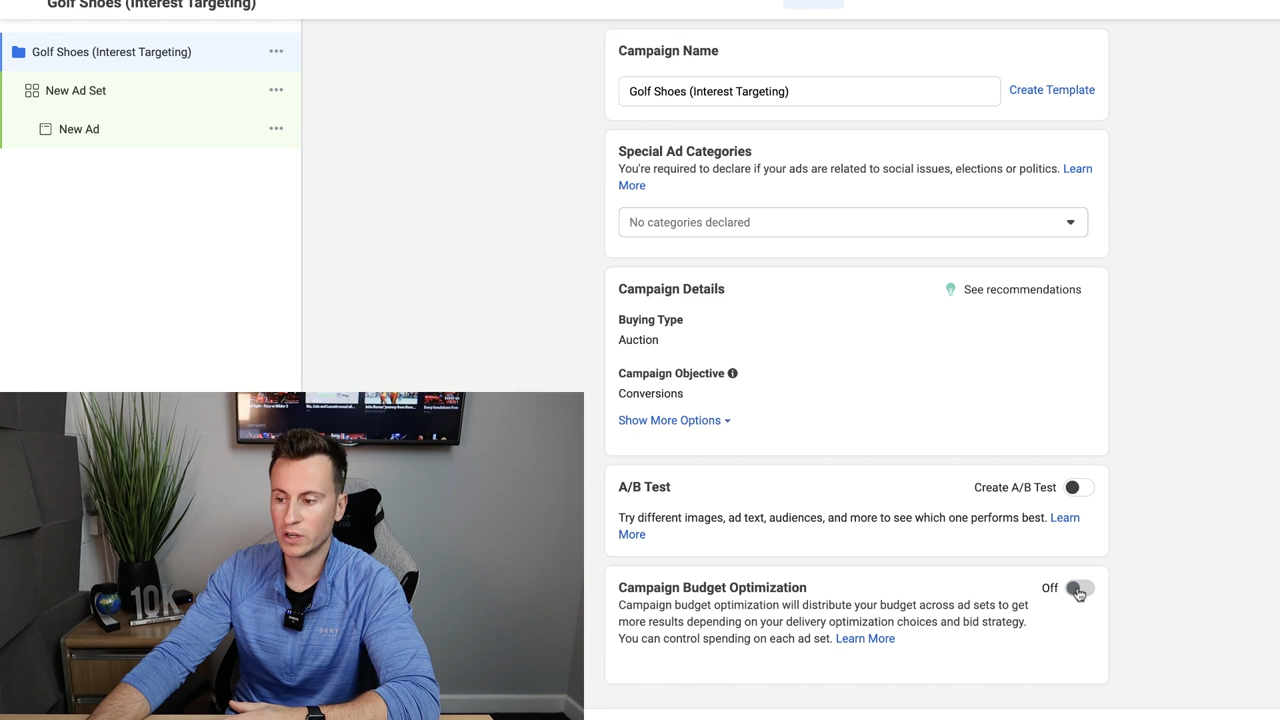 Golf Shoes (Interest Targeting)
Golf Shoes (Interest Targeting)
New Ad Set
New Ad
Campaign Name
Golf Shoes (Interest Targeting)
Create Template
Special Ad Categories
You're required to declare if your ads are related to social issues, elections or politics. Learn
More
No categories declared
Campaign Details
See recommendations
Buying Type
Auction
Campaign Objective
Conversions
Show More Options
A/B Test
Create A/B Test
Try different images, ad text, audiences, and more to see which one performs best. Learn
More
Campaign Budget Optimization
Off
Campaign budget optimization will distribute your budget across ad sets to get
more results depending on your delivery optimization choices and bid strategy.
You can control spending on each ad set. Learn More
10K
DKNY